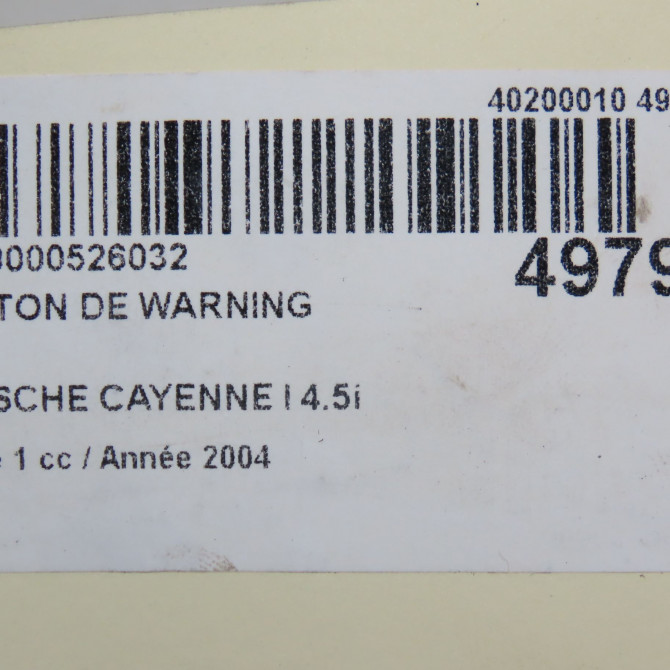 40200010 49
0000526032
4979
TON DE WARNING
SCHE CAYENNE I 4.5i
1 cc / Année 2004